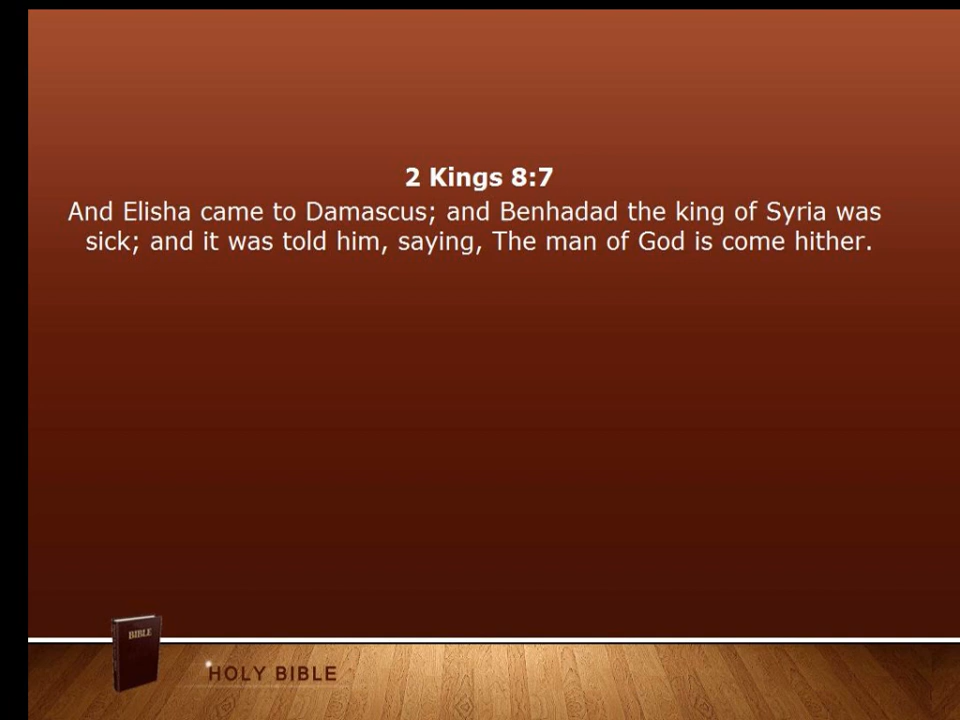 2 Kings 8:7
And Elisha came to Damascus; and Benhadad the king of Syria was
sick; and it was told him, saying, The man of God is come hither.
BIBLE
HOLY BIBLE